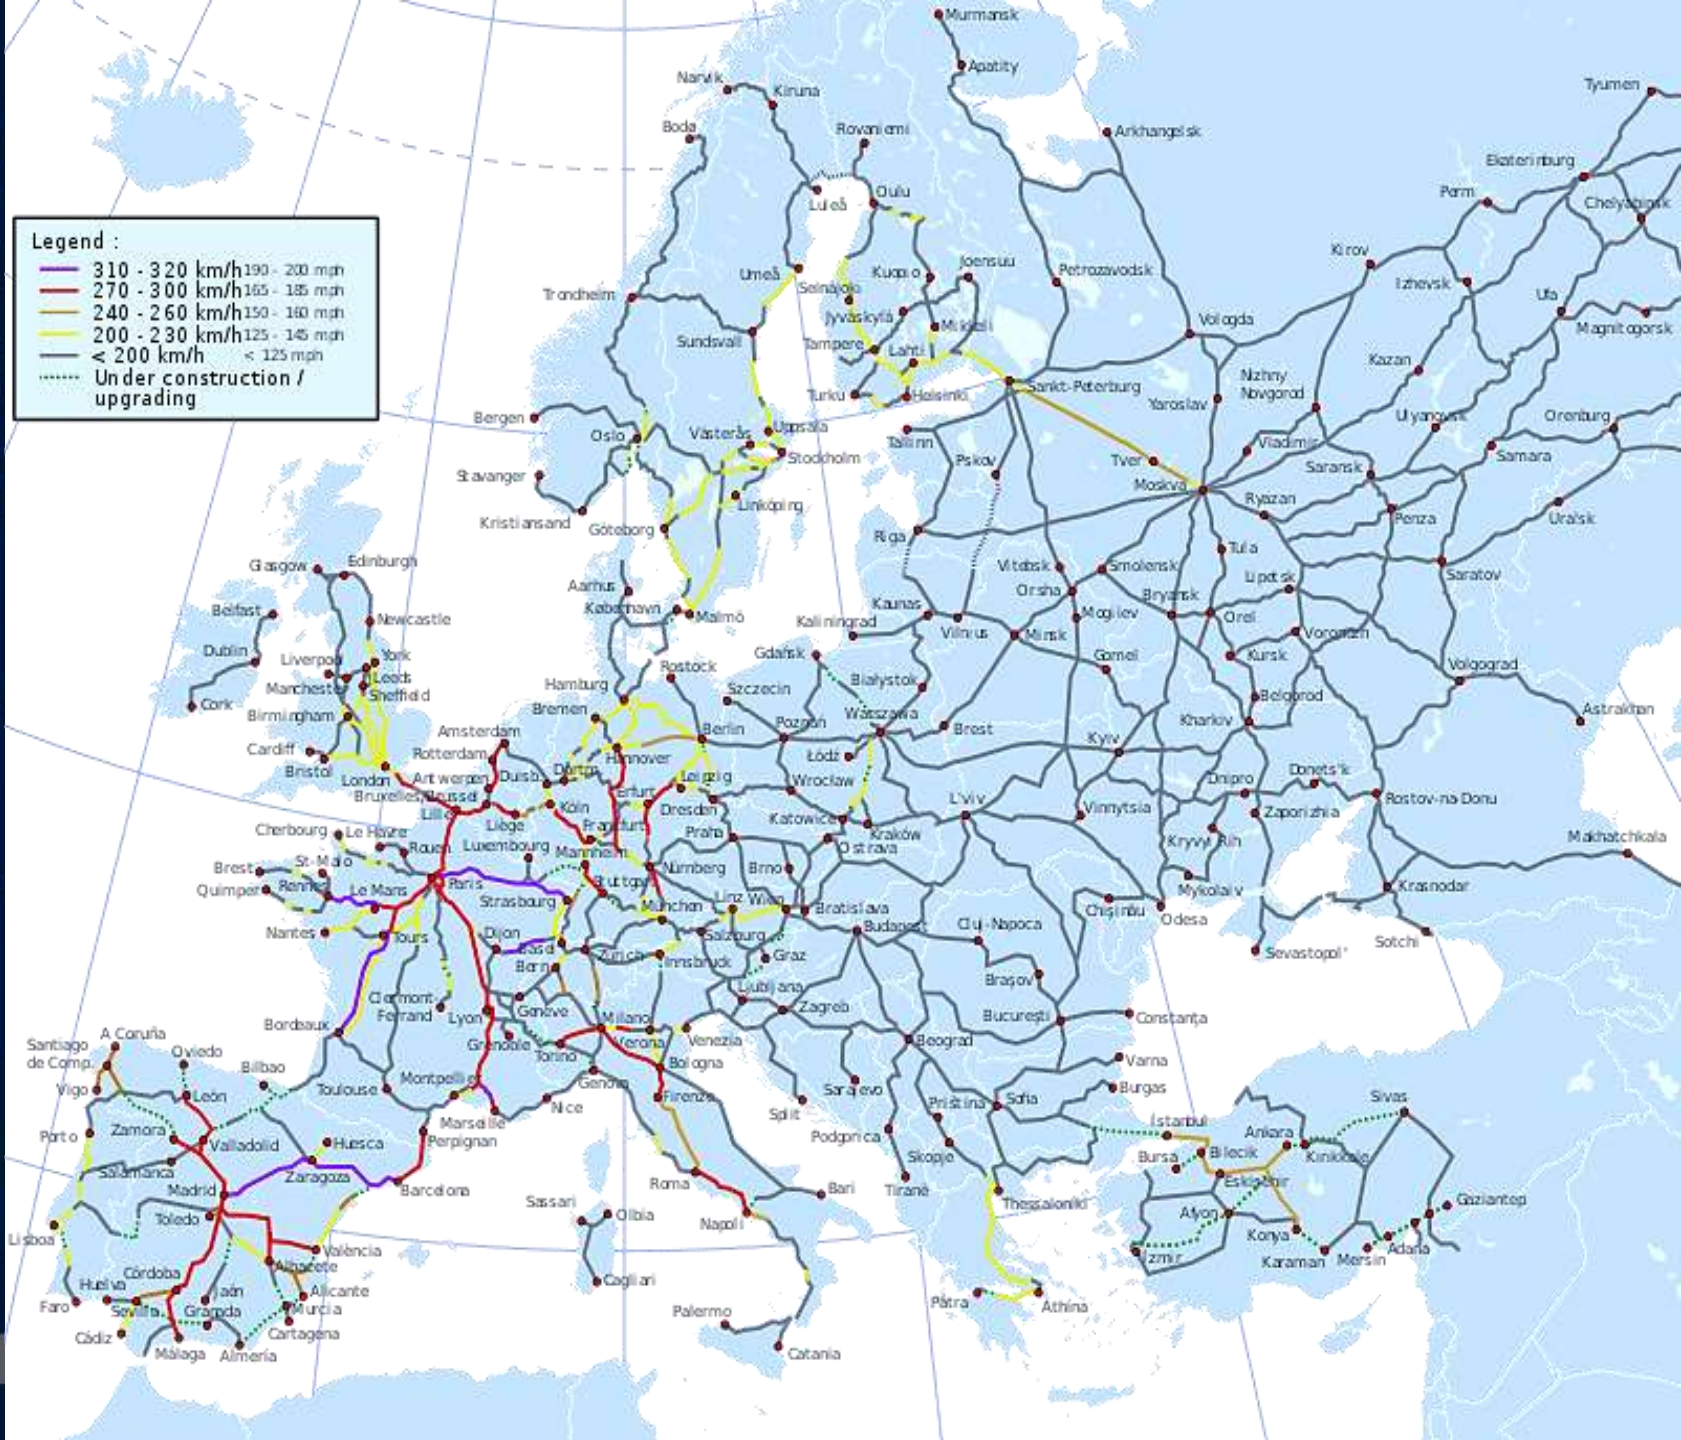 Murmansk
Apatity
Narvik
Kiruna
Tyumen
Bodø
Rovaniemi
Arkhangelsk
Ekaterinburg
Perm
Chelyabinsk
Oulu
Luleå
Legend :
310 - 320 km/h 190 - 200 mph
270 - 300 km/h 165 - 185 mph
240 - 260 km/h 150 - 160 mph
200 - 230 km/h 125 - 145 mph
< 200 km/h < 125 mph
Under construction /
upgrading
Kirov
Umeå
Kuopio
Joensuu
Petrozavodsk
Izhevsk
Seinäjoki
Trondheim
Ufa
Jyväskylä
Mikkeli
Vologda
Magnitogorsk
Sundsvall
Tampere
Lahti
Kazan
Nizhny
Novgorod
Sankt-Peterburg
Turku
Helsinki
Yaroslav
Bergen
Ulyanovsk
Orenburg
Oslo
Västerås
Uppsala
Tallinn
Vladimir
Stockholm
Pskov
Tver
Saransk
Samara
Stavanger
Moskva
Ryazan
Linköping
Kristiansand
Göteborg
Penza
Ural'sk
Riga
Tula
Glasgow
Edinburgh
Vitebsk
Smolensk
Lipetsk
Saratov
Aarhus
Orsha
Bryansk
Belfast
København
Malmö
Kaunas
Mogilev
Orel
Newcastle
Kaliningrad
Vilnius
Minsk
Voronezh
Dublin
Liverpool
York
Gdańsk
Gomel
Kursk
Volgograd
Leeds
Rostock
Manchester
Sheffield
Hamburg
Szczecin
Białystok
Belgorod
Cork
Birmingham
Bremen
Poznań
Warszawa
Brest
Kharkiv
Astrakhan
Amsterdam
Berlin
Kyiv
Cardiff
Rotterdam
Hannover
Łódź
Bristol
London
Antwerpen
Duisb.
Dortm.
Leipzig
Wrocław
Dnipro
Donets'k
Bruxelles/Brussel
Erfurt
L'viv
Rostov-na-Donu
Lille
Köln
Dresden
Vinnytsia
Zaporizhia
Liège
Frankfurt
Katowice
Kraków
Cherbourg
Le Havre
Praha
Ostrava
Kryvyi Rih
Makhatchkala
Rouen
Luxembourg
Mannheim
Brest
St-Malo
Nürnberg
Brno
Quimper
Rennes
Le Mans
Paris
Stuttgart
Mykolaiv
Krasnodar
Strasbourg
München
Linz
Wien
Bratislava
Chişinău
Odesa
Nantes
Tours
Dijon
Basel
Salzburg
Budapest
Cluj-Napoca
Sotchi
Zürich
Innsbruck
Graz
Sevastopol'
Bern
Braşov
Clermont-
Ferrand
Ljubljana
Lyon
Genève
Zagreb
Bordeaux
Milano
Bucureşti
Constanţa
A Coruña
Santiago
de Comp.
Grenoble
Torino
Verona
Venezia
Beograd
Oviedo
Bologna
Varna
Bilbao
Genova
Vigo
León
Toulouse
Montpellier
Sarajevo
Burgas
Firenze
Sivas
Nice
Split
Priština
Sofia
Marseille
İstanbul
Porto
Zamora
Valladolid
Huesca
Perpignan
Podgorica
Ankara
Bursa
Bilecik
Kırıkkale
Salamanca
Zaragoza
Skopje
Eskişehir
Madrid
Barcelona
Roma
Bari
Tiranë
Sassari
Olbia
Thessaloniki
Gaziantep
Toledo
Napoli
Afyon
Lisboa
València
Konya
Adana
İzmir
Karaman
Mersin
Albacete
Córdoba
Cagliari
Huelva
Jaén
Alicante
Faro
Sevilla
Granada
Murcia
Palermo
Pátra
Athína
Cádiz
Cartagena
Málaga
Almería
Catania